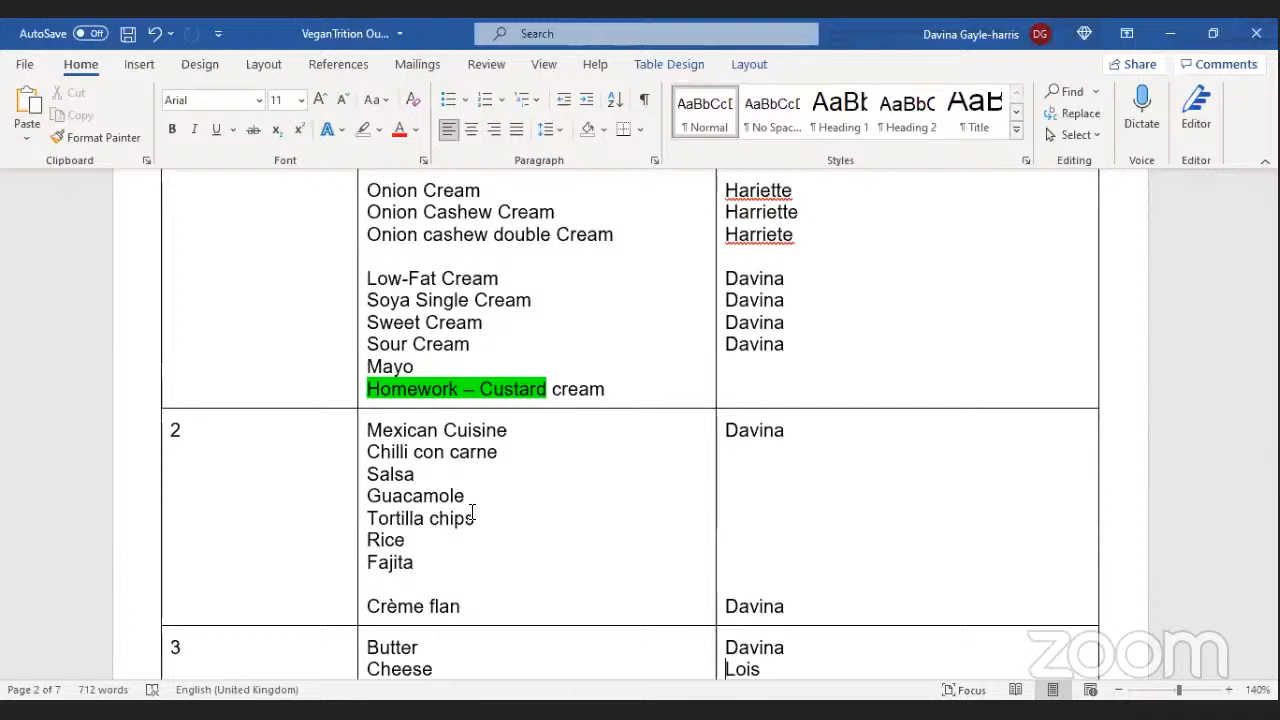 AutoSave Off VeganTrition Ou... Search Davina Gayle-harris DG
File Home Insert Design Layout References Mailings Review View Help Table Design Layout Share Comments
Paste Cut Copy Format Painter
Arial 11 Aa
AaBbCcI AaBbCcI AaBb AaBbC AaB
¶ Normal ¶ No Spac... ¶ Heading 1 ¶ Heading 2 ¶ Title
Find Replace Select Dictate Editor
Clipboard Font Paragraph Styles Editing Voice Editor
Onion Cream Hariette
Onion Cashew Cream Harriette
Onion cashew double Cream Harriete
Low-Fat Cream Davina
Soya Single Cream Davina
Sweet Cream Davina
Sour Cream Davina
Mayo
Homework – Custard cream
2 Mexican Cuisine Davina
Chilli con carne
Salsa
Guacamole
Tortilla chips
Rice
Fajita
Crème flan Davina
3 Butter Davina
Cheese Lois
zoom
Page 2 of 7 712 words English (United Kingdom) Focus 140%